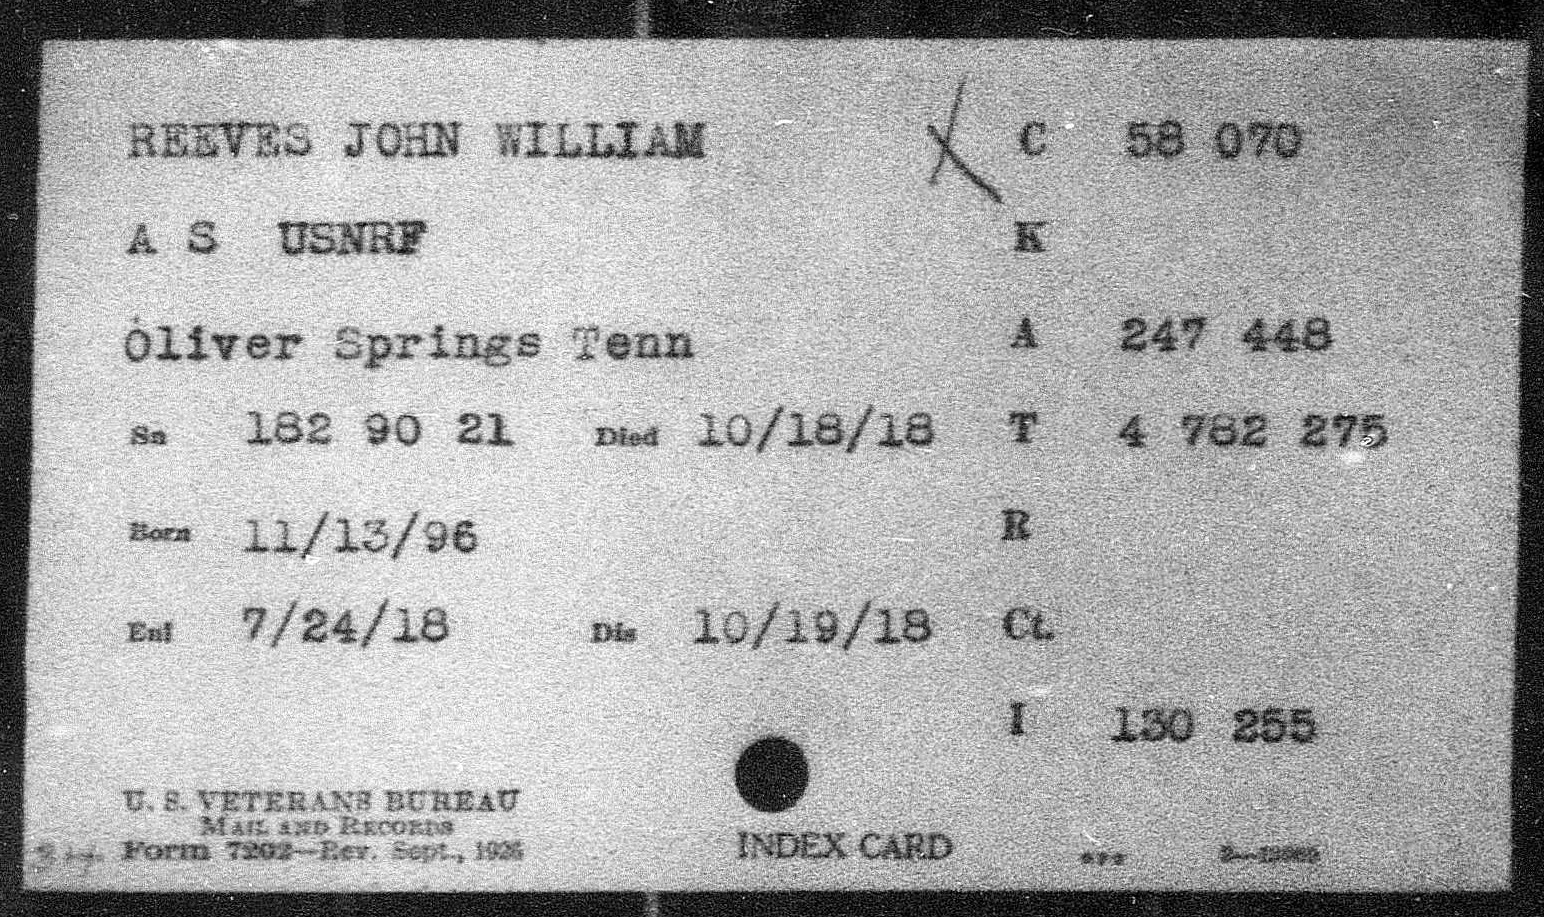 REEVES JOHN WILLIAM C 58 070
A S USNRF K
Oliver Springs Tenn A 247 448
Sn 182 90 21 Died 10/18/18 T 4 782 275
Born 11/13/96 R
Enl 7/24/18 Dis 10/19/18 Ct.
I 130 255
U. S. VETERANS BUREAU
MAIL AND RECORDS
Form 7202—Rev. Sept., 1925
INDEX CARD